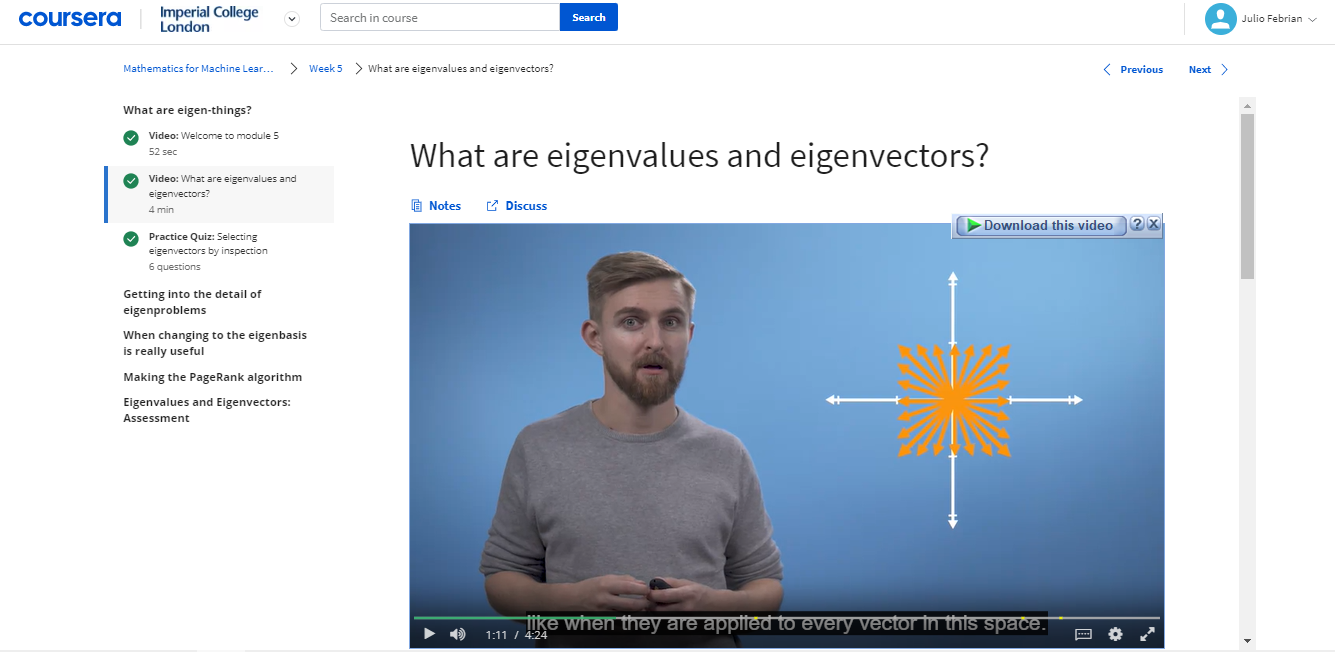 coursera
Imperial College
London
Search in course
Search
Julio Febrian
Mathematics for Machine Lear...
Week 5
What are eigenvalues and eigenvectors?
Previous
Next
What are eigen-things?
Video: Welcome to module 5
52 sec
Video: What are eigenvalues and
eigenvectors?
4 min
Practice Quiz: Selecting
eigenvectors by inspection
6 questions
Getting into the detail of
eigenproblems
When changing to the eigenbasis
is really useful
Making the PageRank algorithm
Eigenvalues and Eigenvectors:
Assessment
What are eigenvalues and eigenvectors?
Notes
Discuss
Download this video
?
X
like when they are applied to every vector in this space.
1:11 / 4:24